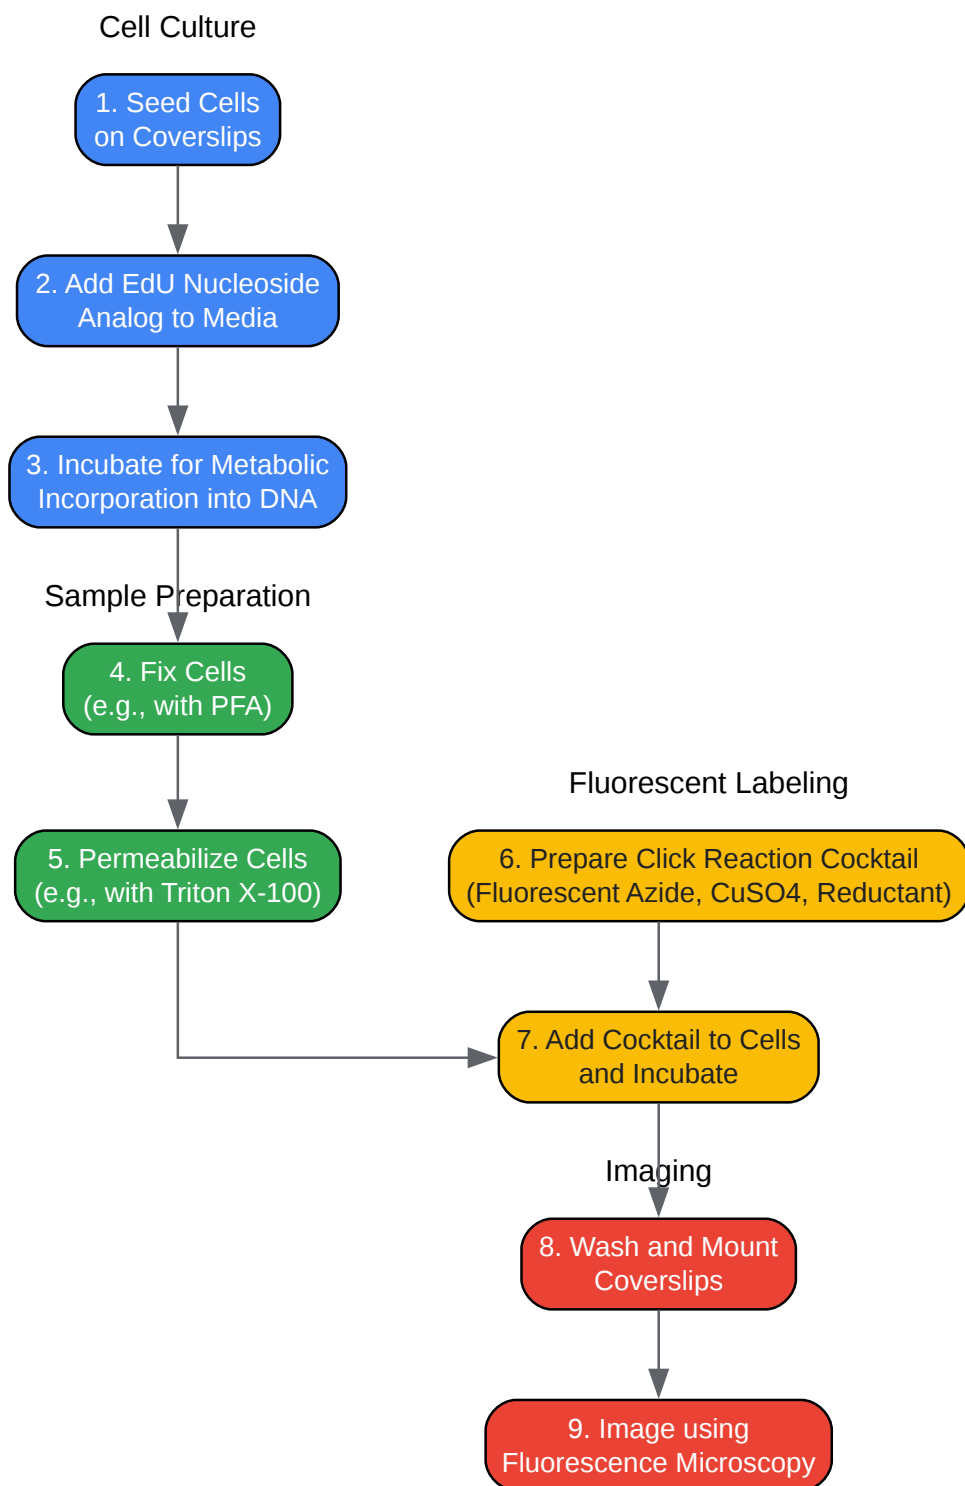 Cell Culture
1. Seed Cells
on Coverslips
2. Add EdU Nucleoside
Analog to Media
3. Incubate for Metabolic
Incorporation into DNA
Sample Preparation
4. Fix Cells
(e.g., with PFA)
5. Permeabilize Cells
(e.g., with Triton X-100)
Fluorescent Labeling
6. Prepare Click Reaction Cocktail
(Fluorescent Azide, CuSO4, Reductant)
7. Add Cocktail to Cells
and Incubate
Imaging
8. Wash and Mount
Coverslips
9. Image using
Fluorescence Microscopy